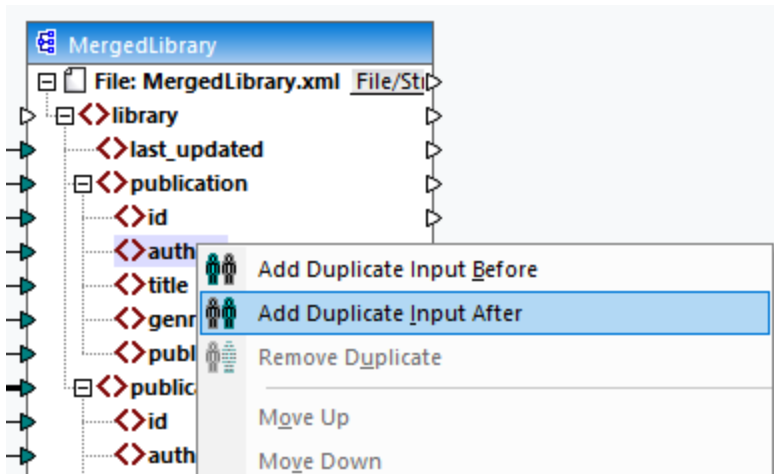 MergedLibrary
File: MergedLibrary.xml File/Str
<>library
<>last_updated
<>publication
<>id
<>auth
Add Duplicate Input Before
<>title
Add Duplicate Input After
<>genr
<>publ
Remove Duplicate
<>public
<>id
Move Up
<>auth
Move Down